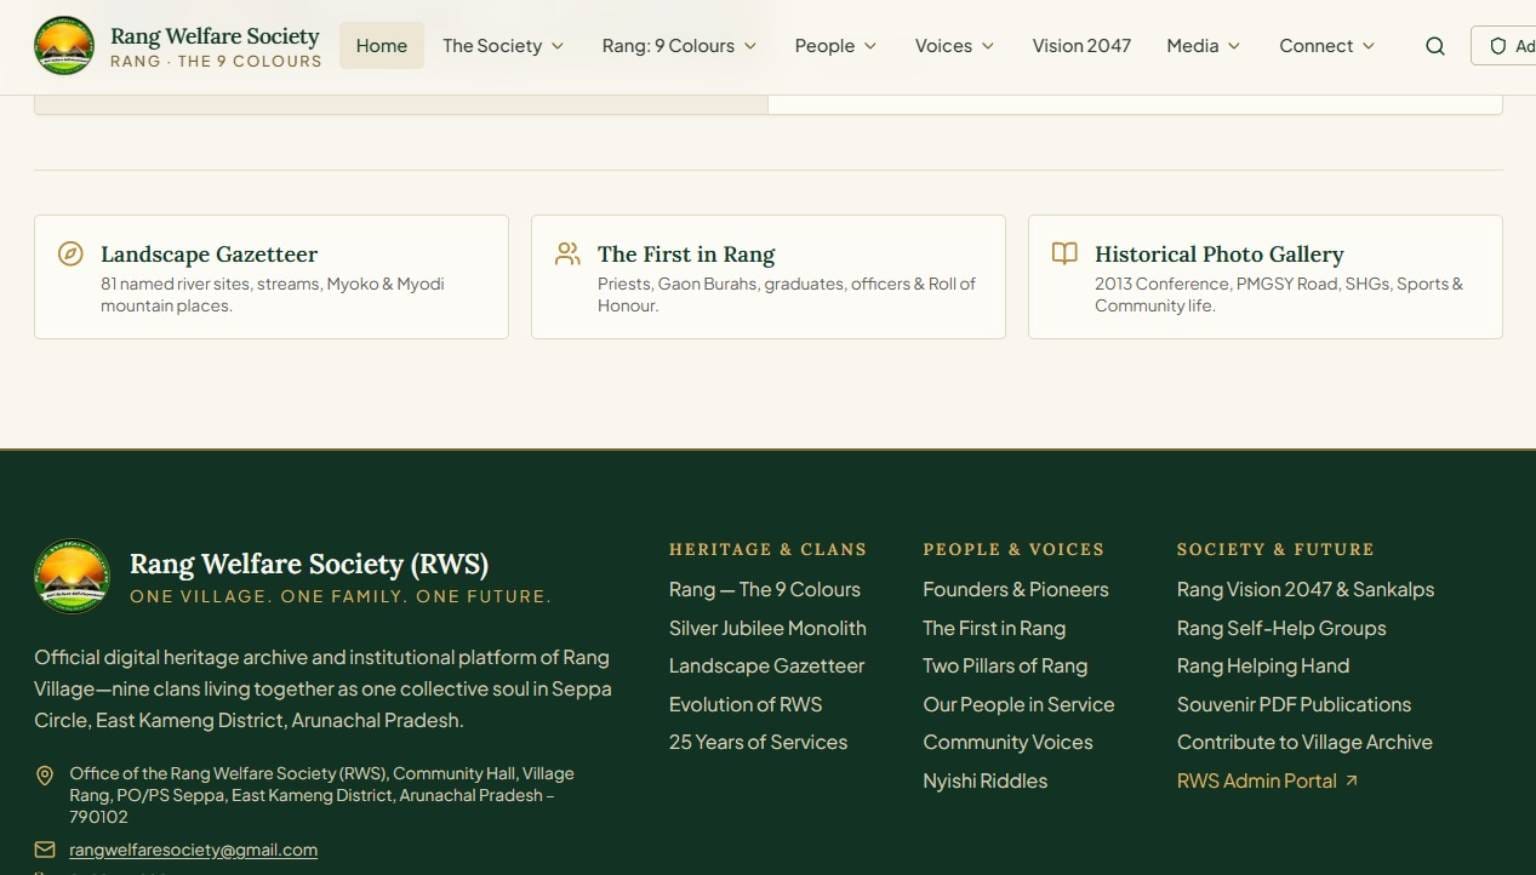 Rang Welfare Society
RANG · THE 9 COLOURS
Home
The Society
Rang: 9 Colours
People
Voices
Vision 2047
Media
Connect
Landscape Gazetteer
81 named river sites, streams, Myoko & Myodi
mountain places.
The First in Rang
Priests, Gaon Burahs, graduates, officers & Roll of
Honour.
Historical Photo Gallery
2013 Conference, PMGSY Road, SHGs, Sports &
Community life.
Rang Welfare Society (RWS)
ONE VILLAGE. ONE FAMILY. ONE FUTURE.
Official digital heritage archive and institutional platform of Rang
Village—nine clans living together as one collective soul in Seppa
Circle, East Kameng District, Arunachal Pradesh.
Office of the Rang Welfare Society (RWS), Community Hall, Village
Rang, PO/PS Seppa, East Kameng District, Arunachal Pradesh –
790102
rangwelfaresociety@gmail.com
HERITAGE & CLANS
Rang — The 9 Colours
Silver Jubilee Monolith
Landscape Gazetteer
Evolution of RWS
25 Years of Services
PEOPLE & VOICES
Founders & Pioneers
The First in Rang
Two Pillars of Rang
Our People in Service
Community Voices
Nyishi Riddles
SOCIETY & FUTURE
Rang Vision 2047 & Sankalps
Rang Self-Help Groups
Rang Helping Hand
Souvenir PDF Publications
Contribute to Village Archive
RWS Admin Portal